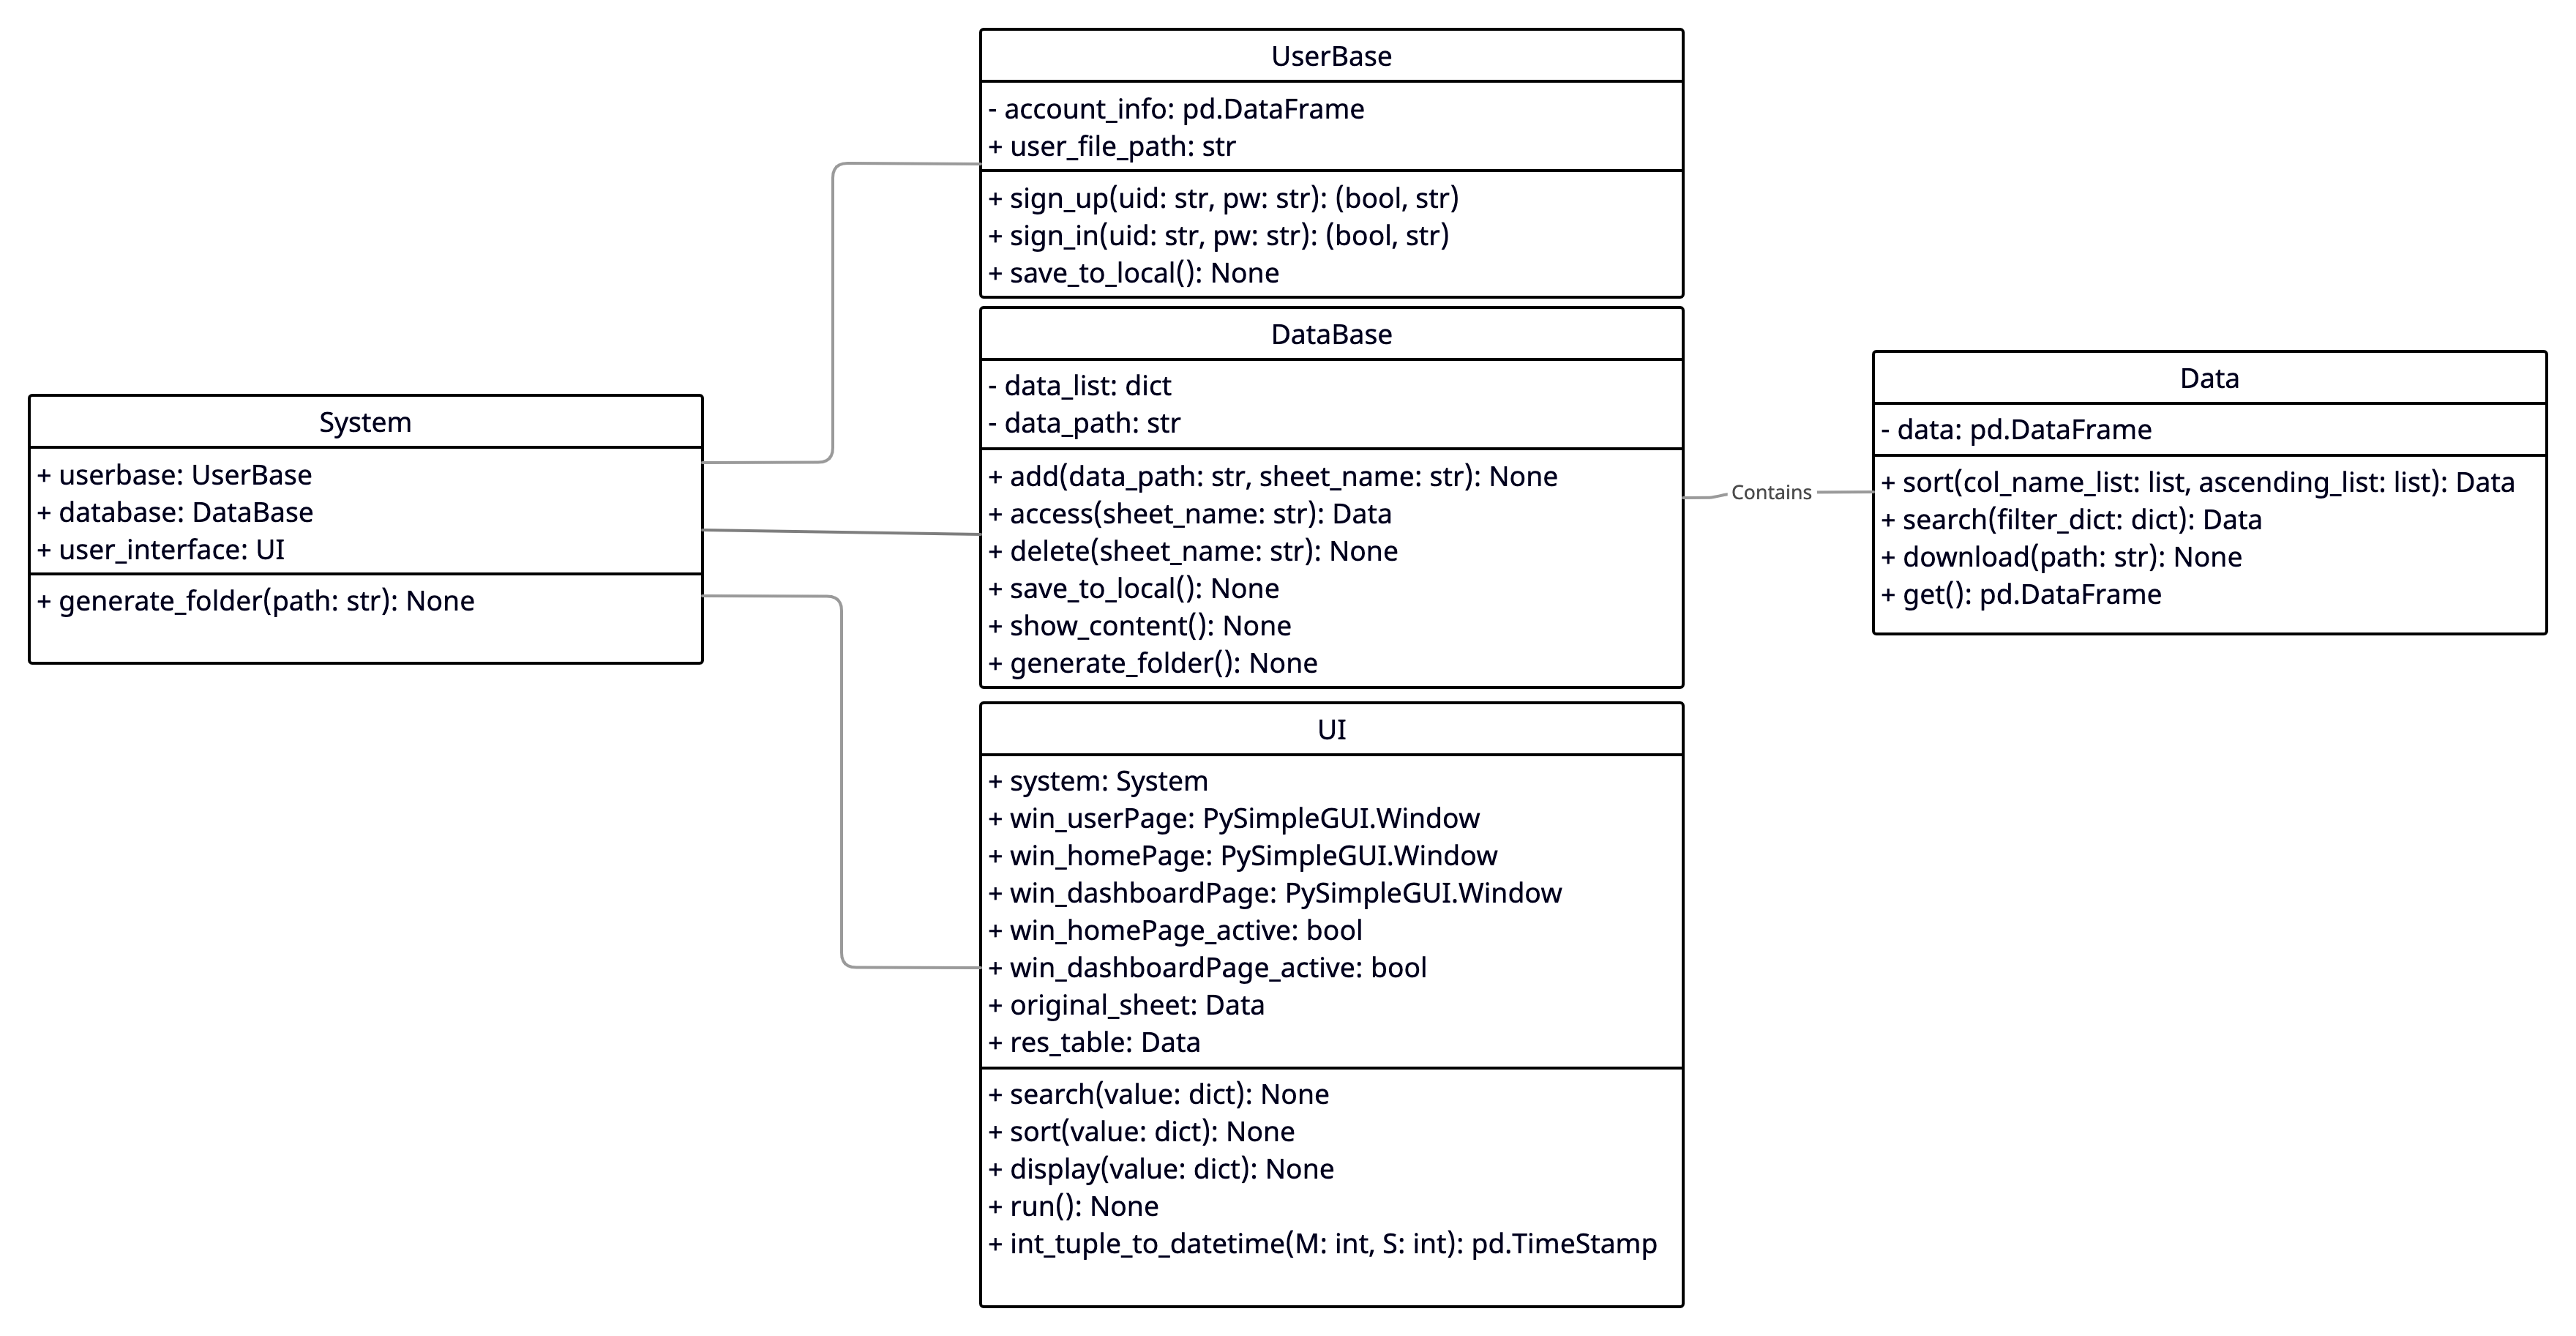 UserBase
- account_info: pd.DataFrame
+ user_file_path: str
+ sign_up(uid: str, pw: str): (bool, str)
+ sign_in(uid: str, pw: str): (bool, str)
+ save_to_local(): None
System
+ userbase: UserBase
+ database: DataBase
+ user_interface: UI
+ generate_folder(path: str): None
DataBase
- data_list: dict
- data_path: str
+ add(data_path: str, sheet_name: str): None
+ access(sheet_name: str): Data
+ delete(sheet_name: str): None
+ save_to_local(): None
+ show_content(): None
+ generate_folder(): None
Contains
Data
- data: pd.DataFrame
+ sort(col_name_list: list, ascending_list: list): Data
+ search(filter_dict: dict): Data
+ download(path: str): None
+ get(): pd.DataFrame
UI
+ system: System
+ win_userPage: PySimpleGUI.Window
+ win_homePage: PySimpleGUI.Window
+ win_dashboardPage: PySimpleGUI.Window
+ win_homePage_active: bool
+ win_dashboardPage_active: bool
+ original_sheet: Data
+ res_table: Data
+ search(value: dict): None
+ sort(value: dict): None
+ display(value: dict): None
+ run(): None
+ int_tuple_to_datetime(M: int, S: int): pd.TimeStamp